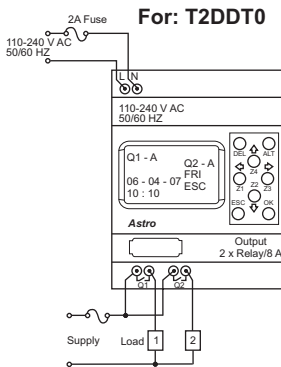 For: T2DDT0
2A Fuse
110-240 V AC
50/60 HZ
L N
110-240 V AC
50/60 HZ
Q1 - A
Q2 - A
FRI
06 - 04 - 07 ESC
10 : 10
DEL
ALT
Z4
Z1
Z2
Z3
ESC
OK
Astro
Output
2 x Relay/8 A
Q1
Q2
Supply
Load
1
2